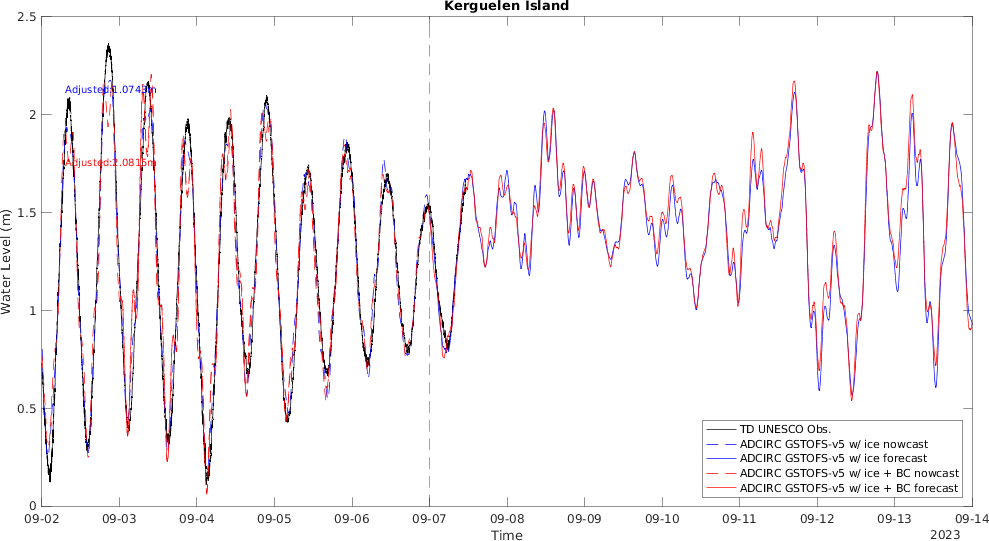 Kerguelen Island
2.5
2
1.5
1
0.5
0
Water Level (m)
Adjusted:1.0743m
Adjusted:2.0815m
TD UNESCO Obs.
ADCIRC GSTOFS-v5 w/ ice nowcast
ADCIRC GSTOFS-v5 w/ ice forecast
ADCIRC GSTOFS-v5 w/ ice + BC nowcast
ADCIRC GSTOFS-v5 w/ ice + BC forecast
09-02 09-03 09-04 09-05 09-06 09-07 09-08 09-09 09-10 09-11 09-12 09-13 09-14
Time
2023